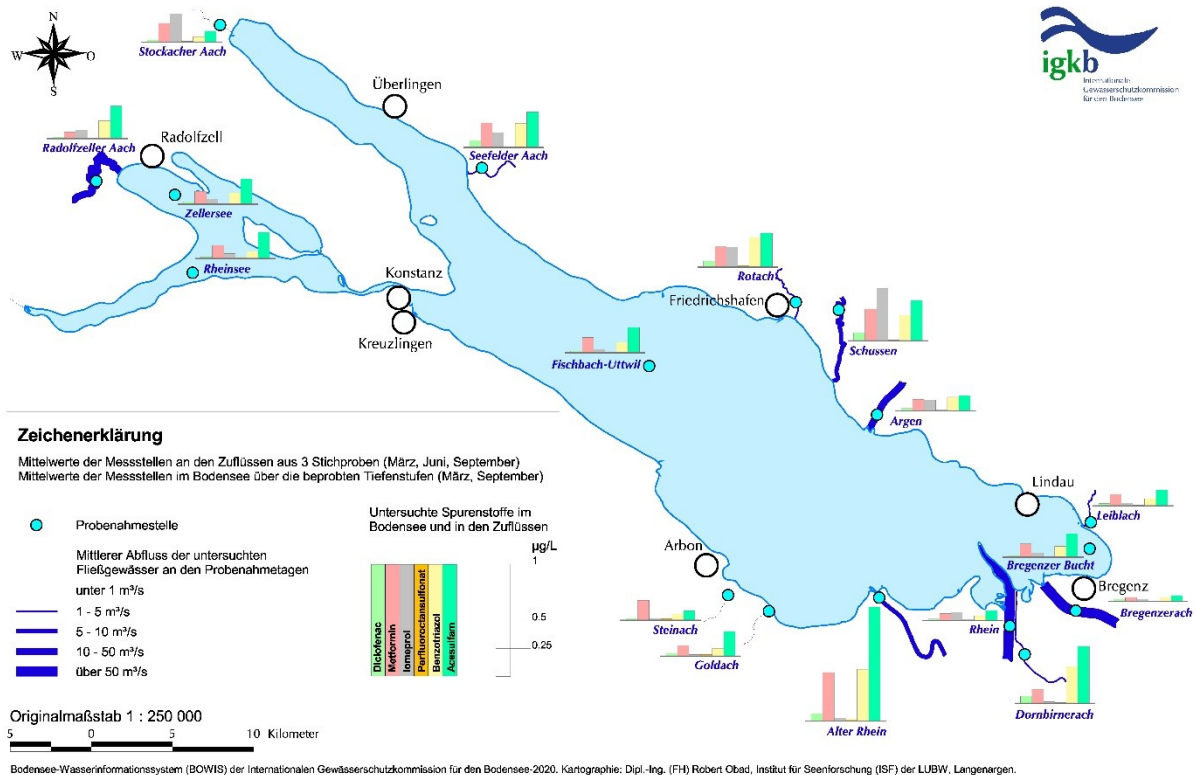 N
W
O
S
Stockacher Aach
igkb
Internationale
Gewässerschutzkommission
für den Bodensee
Überlingen
Radolfzell
Radolfzeller Aach
Seefelder Aach
Zellersee
Rheinsee
Konstanz
Kreuzlingen
Rotach
Friedrichshafen
Schussen
Fischbach-Uttwil
Argen
Lindau
Leiblach
Bregenzer Bucht
Bregenz
Bregenzerach
Arbon
Steinach
Goldach
Rhein
Alter Rhein
Dornbirnerach
Zeichenerklärung
Mittelwerte der Messstellen an den Zuflüssen aus 3 Stichproben (März, Juni, September)
Mittelwerte der Messstellen im Bodensee über die beprobten Tiefenstufen (März, September)
Probenahmestelle
Mittlerer Abfluss der untersuchten
Fließgewässer an den Probenahmetagen
unter 1 m³/s
1 - 5 m³/s
5 - 10 m³/s
10 - 50 m³/s
über 50 m³/s
Untersuchte Spurenstoffe im
Bodensee und in den Zuflüssen
µg/L
1
0.5
0.25
Diclofenac
Metformin
Iomeprol
Perfluoroctansulfonat
Benzotriazol
Acesulfam
Originalmaßstab 1 : 250 000
5 0 5 10 Kilometer
Bodensee-Wasserinformationssystem (BOWIS) der Internationalen Gewässerschutzkommission für den Bodensee-2020. Kartographie: Dipl.-Ing. (FH) Robert Obad, Institut für Seenforschung (ISF) der LUBW, Langenargen.